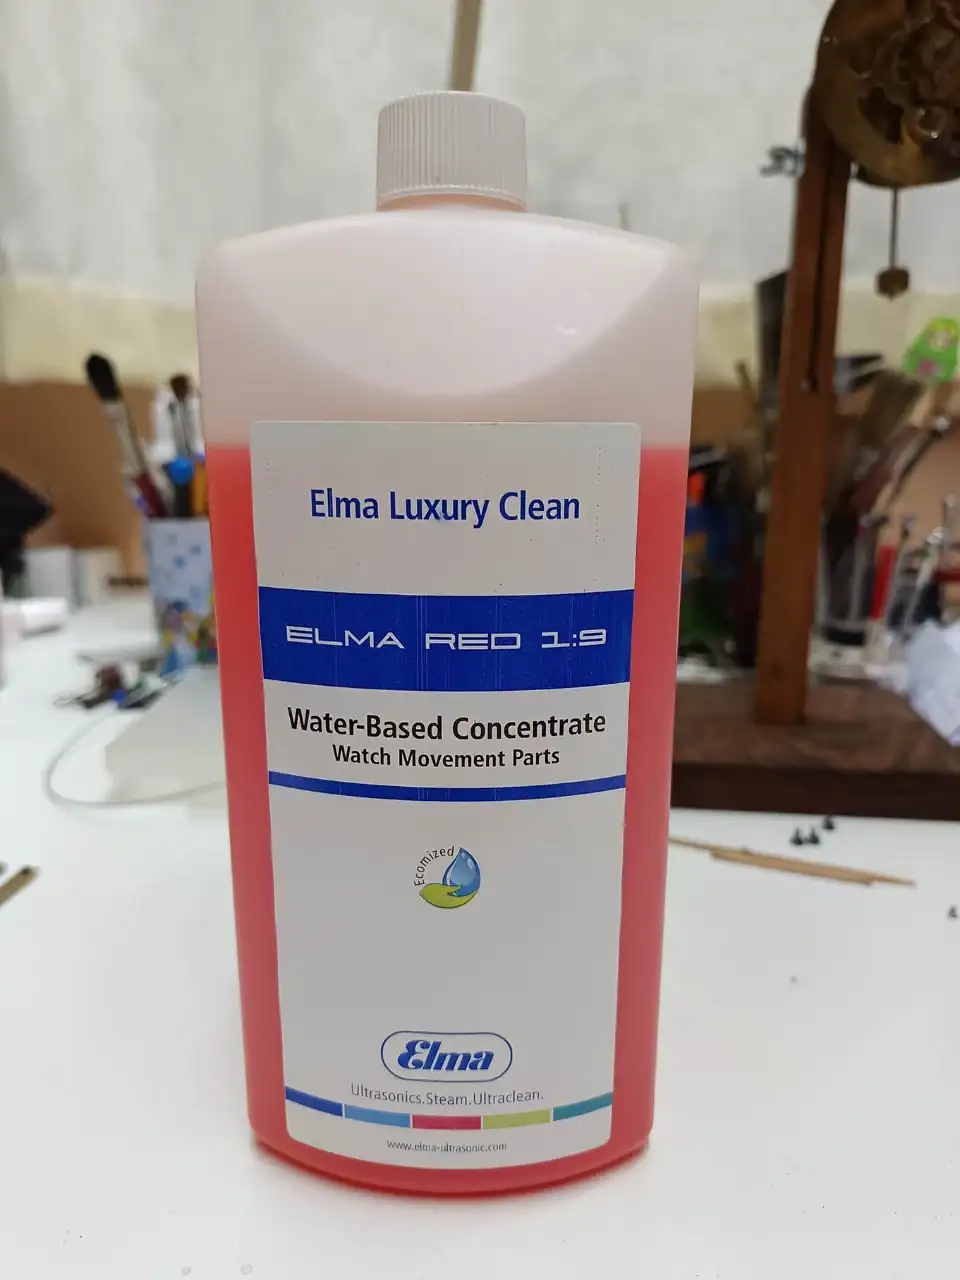 Elma Luxury Clean
ELMA RED 1:9
Water-Based Concentrate
Watch Movement Parts
Ecomized
Elma
Ultrasonics.Steam.Ultraclean.
www.elma-ultrasonic.com